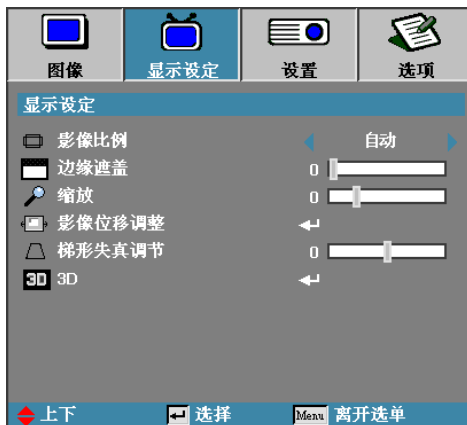 图像 显示设定 设置 选项
显示设定
影像比例 自动
边缘遮盖 0
缩放 0
影像位移调整
梯形失真调节 0
3D 3D
上下 选择 Menu 离开选单